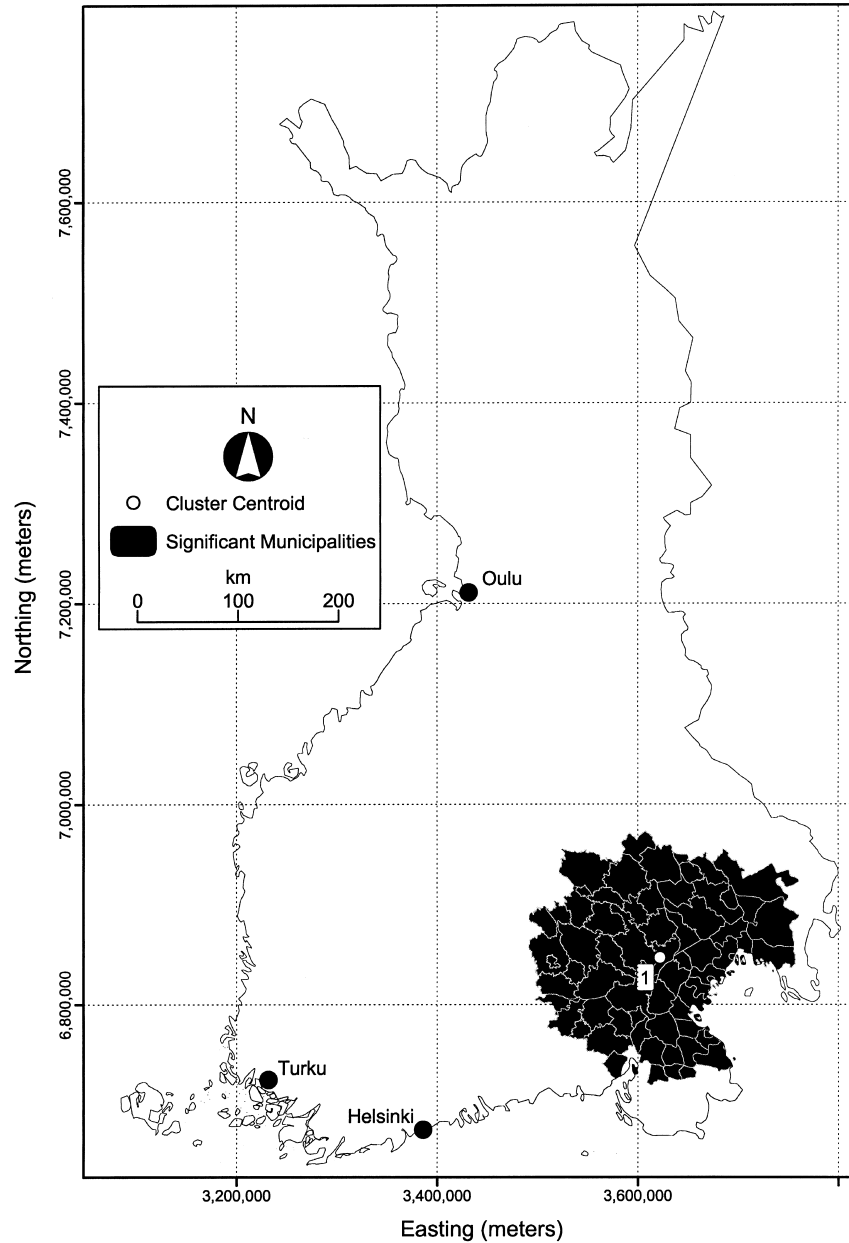 7,600,000
7,400,000
7,200,000
7,000,000
6,800,000
Northing (meters)
N
Cluster Centroid
Significant Municipalities
km
0 100 200
Oulu
1
Turku
Helsinki
3,200,000 3,400,000 3,600,000
Easting (meters)